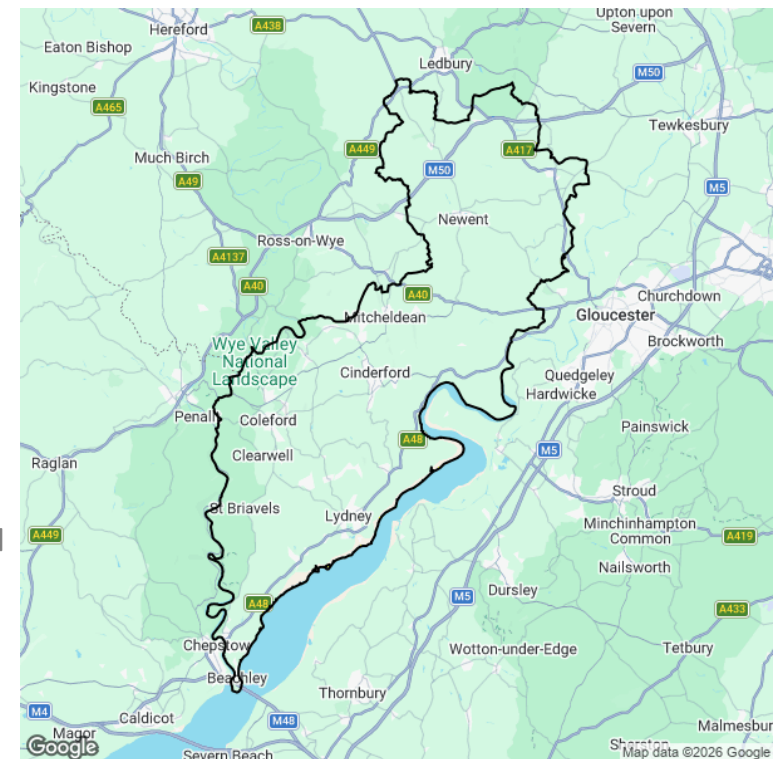 Upton upon
Severn
Hereford
A438
Eaton Bishop
Ledbury
M50
Kingstone
A465
Tewkesbury
Much Birch
A449
A417
M50
A49
M5
Newent
Ross-on-Wye
A4137
A40
A40
Churchdown
Mitcheldean
Gloucester
Wye Valley
National
Landscape
Brockworth
Cinderford
Quedgeley
Hardwicke
Penall
Coleford
Painswick
A48
M5
Clearwell
Raglan
Stroud
St Briavels
Lydney
Minchinhampton
Common
A449
A419
Nailsworth
Dursley
M5
A48
A433
Chepstow
Wotton-under-Edge
Tetbury
Beachley
Thornbury
M4
Caldicot
M48
Malmesbur
Magor
Google
Severn Beach
Map data ©2026 Google